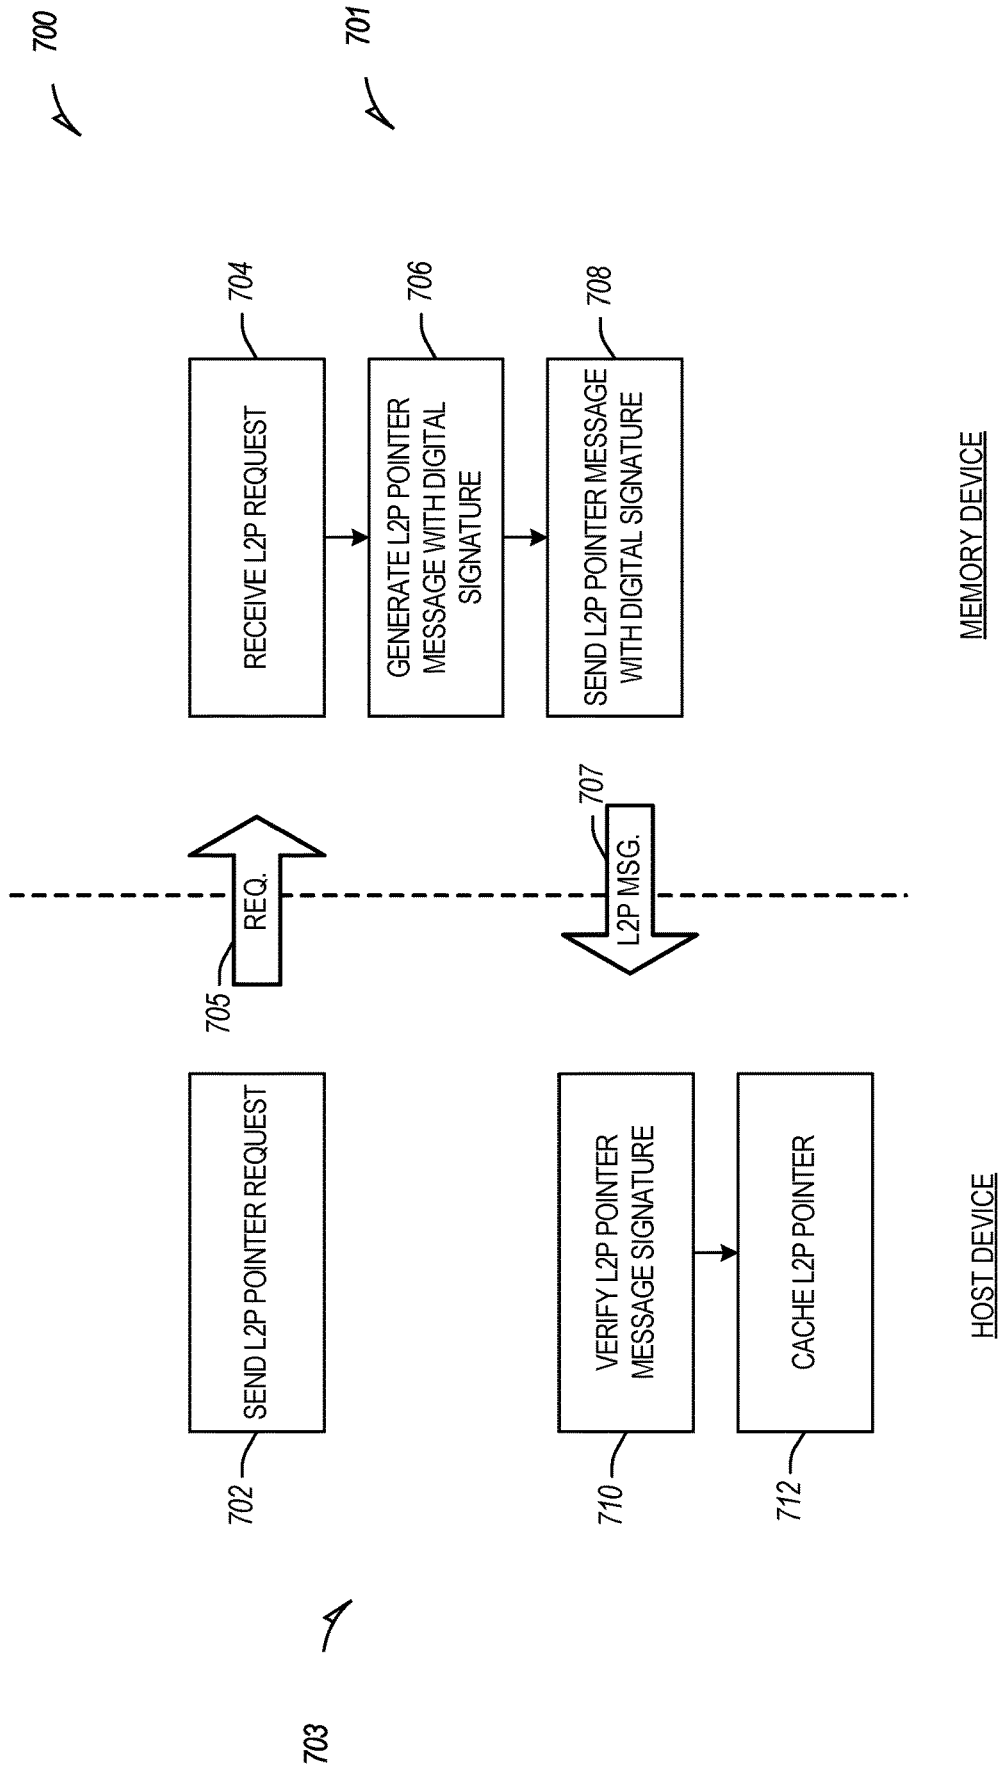 700
701
703
702
SEND L2P POINTER REQUEST
705
REQ.
704
RECEIVE L2P REQUEST
706
GENERATE L2P POINTER
MESSAGE WITH DIGITAL
SIGNATURE
708
SEND L2P POINTER MESSAGE
WITH DIGITAL SIGNATURE
707
L2P MSG.
710
VERIFY L2P POINTER
MESSAGE SIGNATURE
712
CACHE L2P POINTER
HOST DEVICE
MEMORY DEVICE